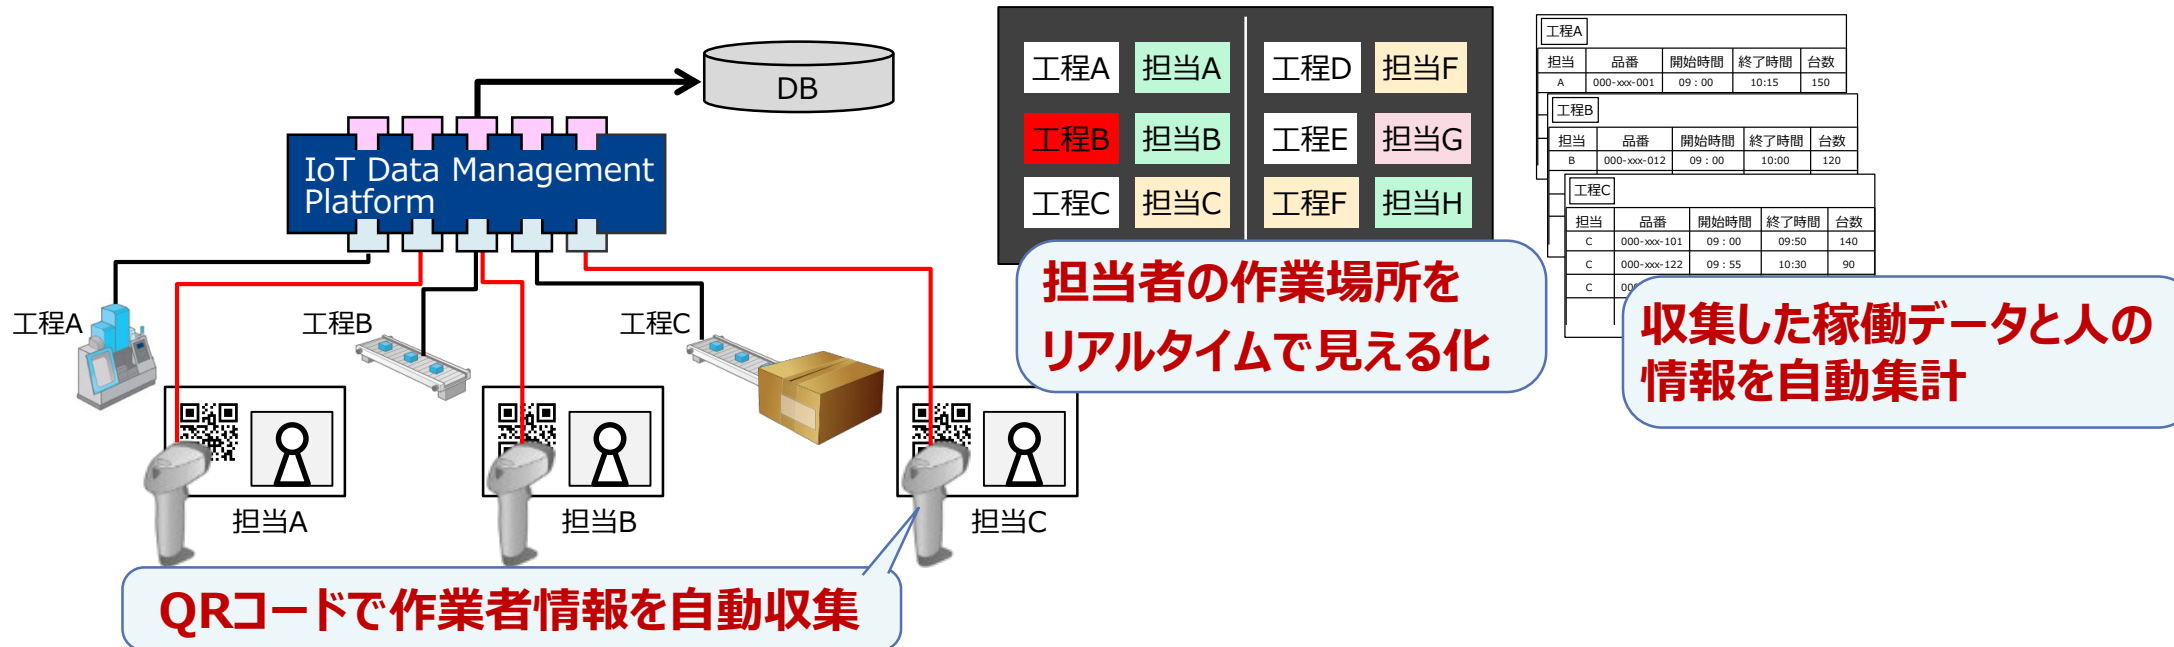 DB
IoT Data Management
Platform
工程A
工程B
工程C
担当A
担当B
担当C
QRコードで作業者情報を自動収集
工程A 担当A 工程D 担当F
工程B 担当B 工程E 担当G
工程C 担当C 工程F 担当H
担当者の作業場所を
リアルタイムで見える化
工程A
担当 品番 開始時間 終了時間 台数
A 000-xxx-001 09：00 10:15 150
工程B
担当 品番 開始時間 終了時間 台数
B 000-xxx-012 09：00 10:00 120
工程C
担当 品番 開始時間 終了時間 台数
C 000-xxx-101 09：00 09:50 140
C 000-xxx-122 09：55 10:30 90
C 00
収集した稼働データと人の
情報を自動集計